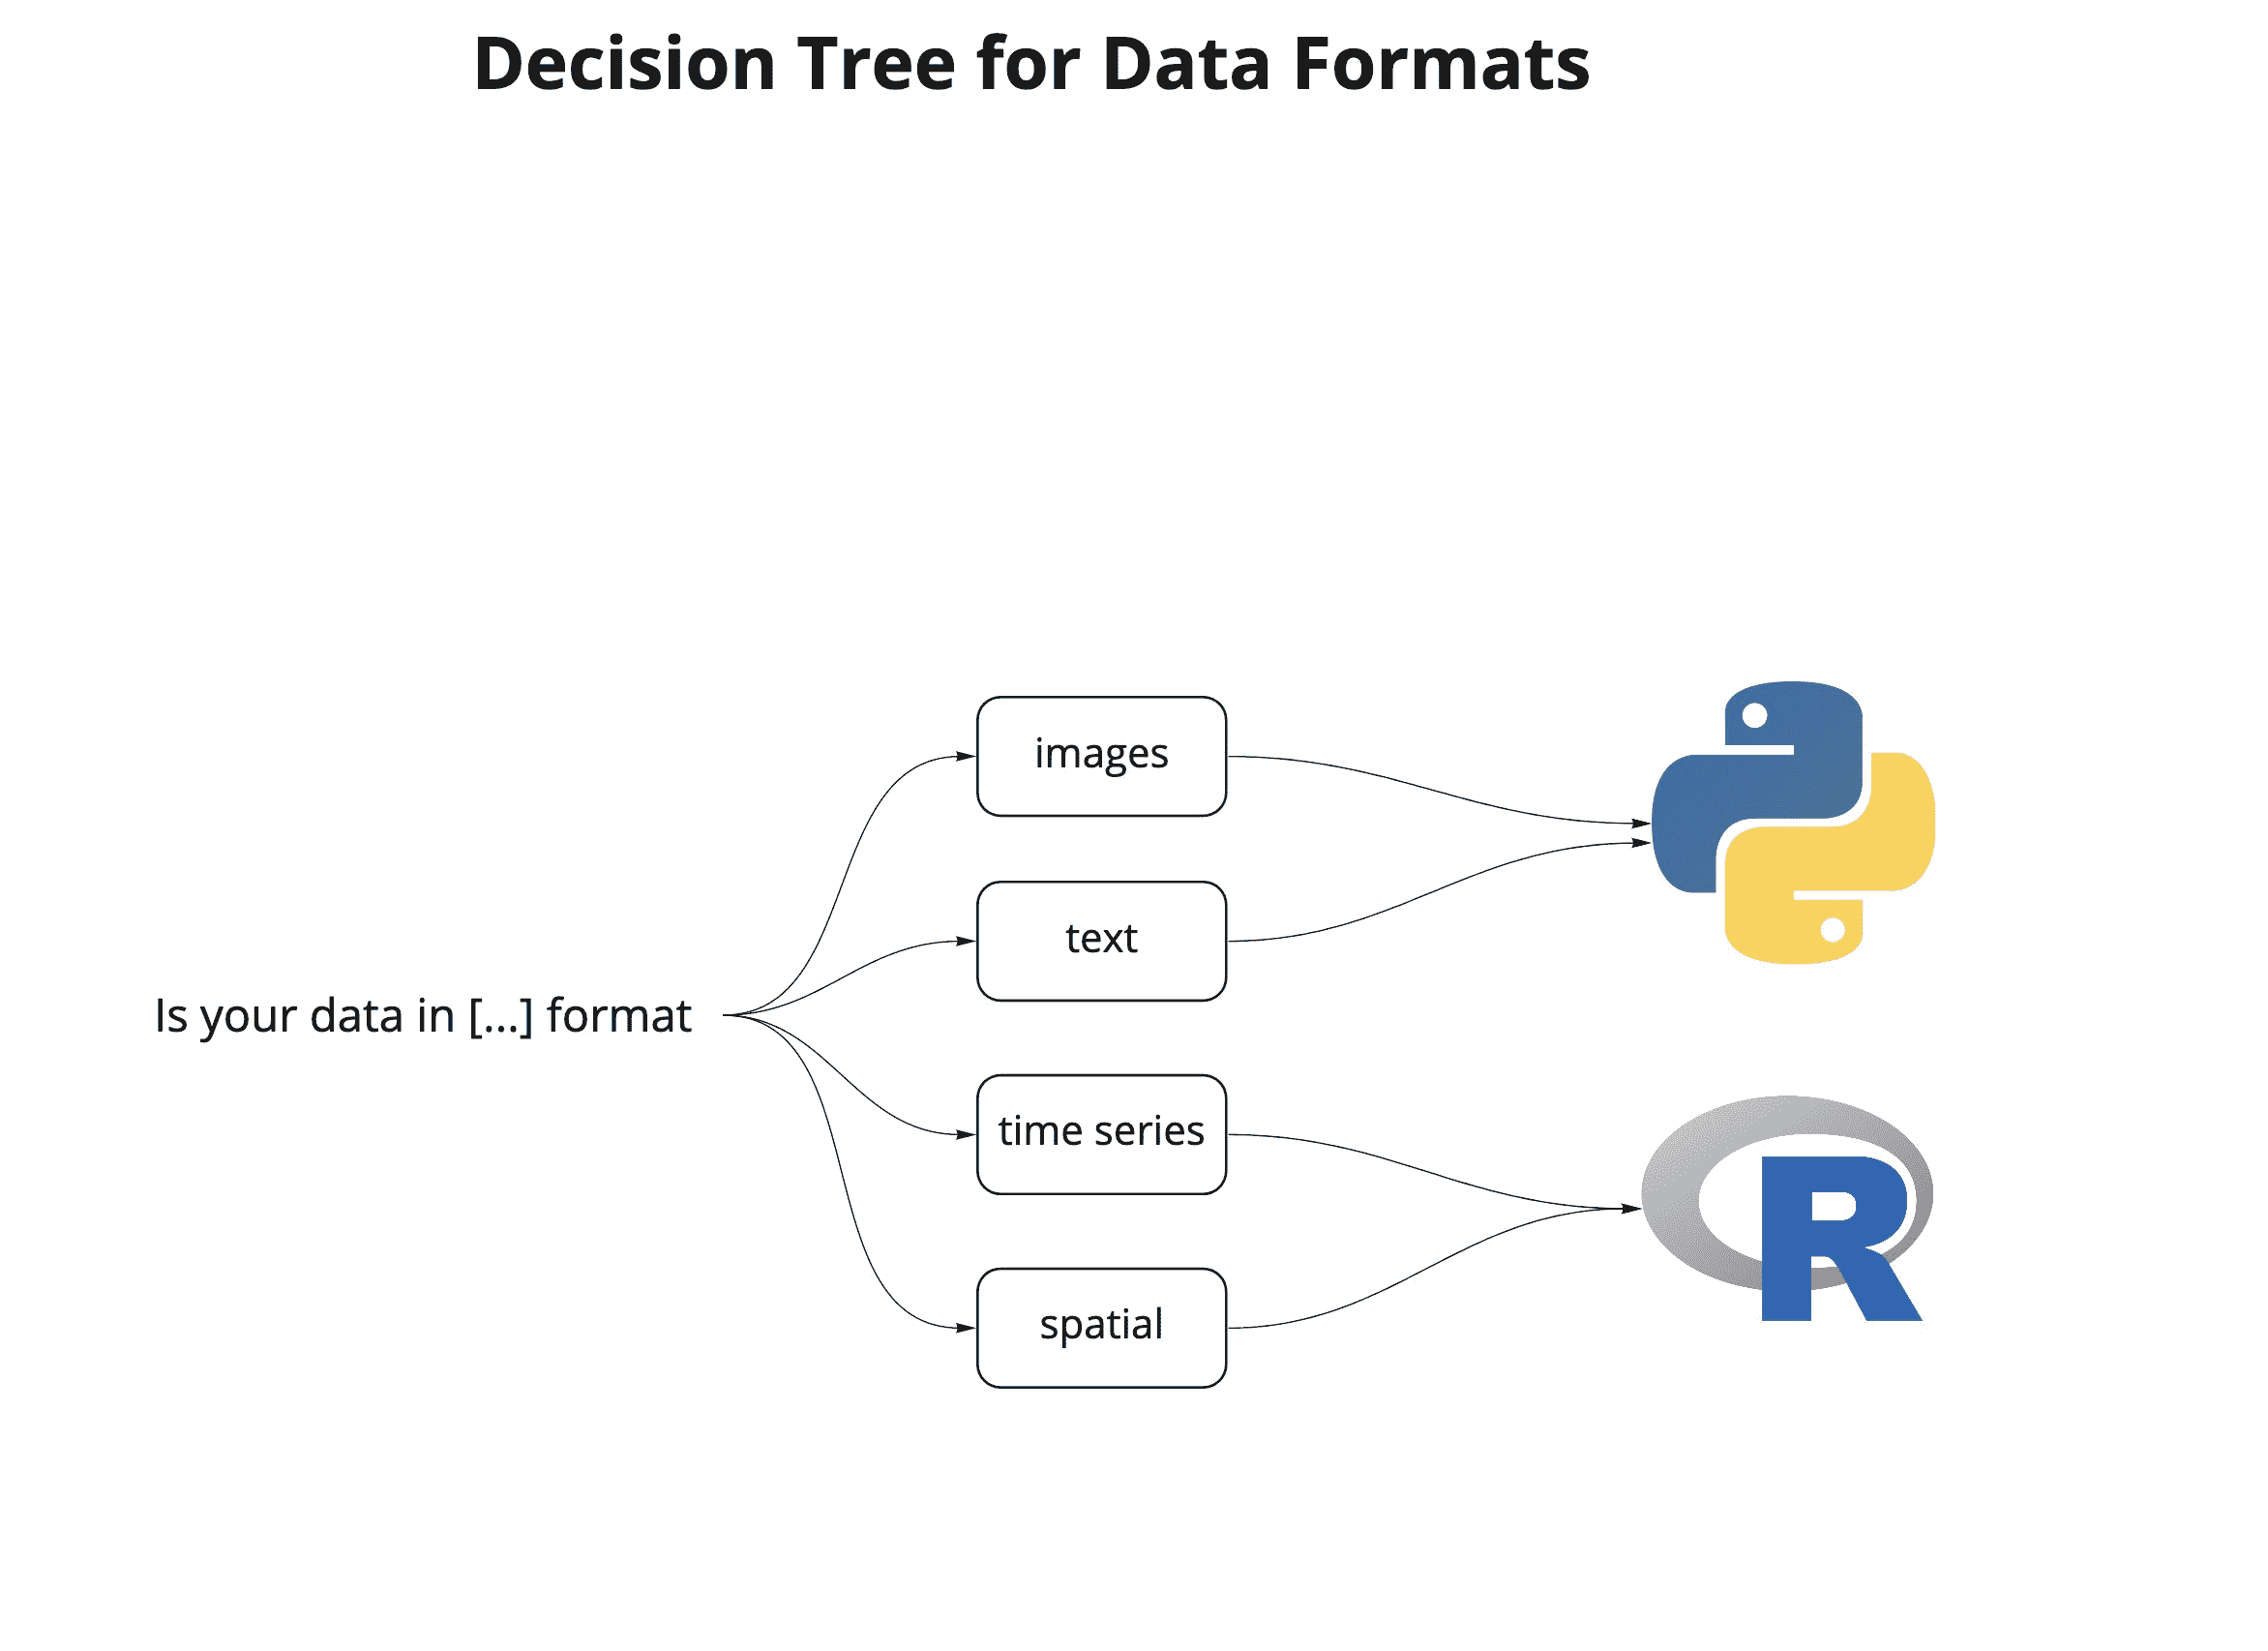 Decision Tree for Data Formats
images
text
Is your data in [...] format
time series
spatial
R